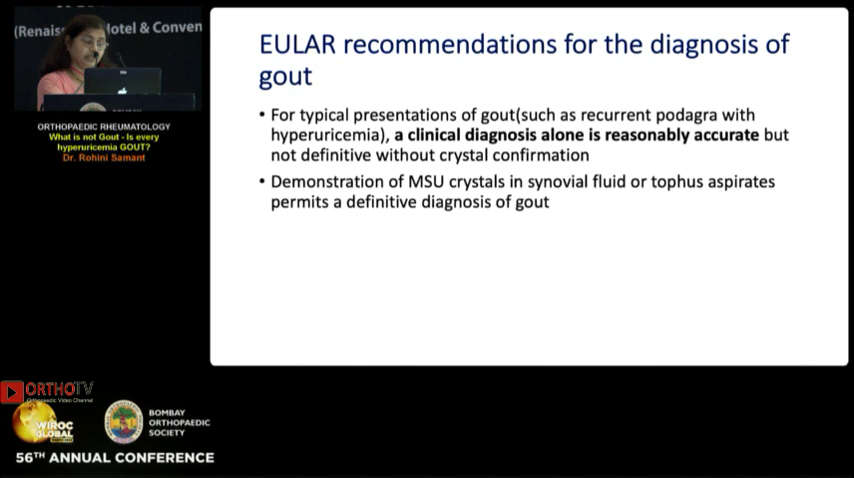 (Renais
lotel & Conven
ORTHOPAEDIC RHEUMATOLOGY
What is not Gout - Is every
hyperuricemia GOUT?
Dr. Rohini Samant
EULAR recommendations for the diagnosis of
gout
• For typical presentations of gout(such as recurrent podagra with
hyperuricemia), a clinical diagnosis alone is reasonably accurate but
not definitive without crystal confirmation
• Demonstration of MSU crystals in synovial fluid or tophus aspirates
permits a definitive diagnosis of gout
ORTHOTV
Orthopaedic Video Channel
WIROC
GLOBAL
BOMBAY
ORTHOPAEDIC
SOCIETY
56TH ANNUAL CONFERENCE